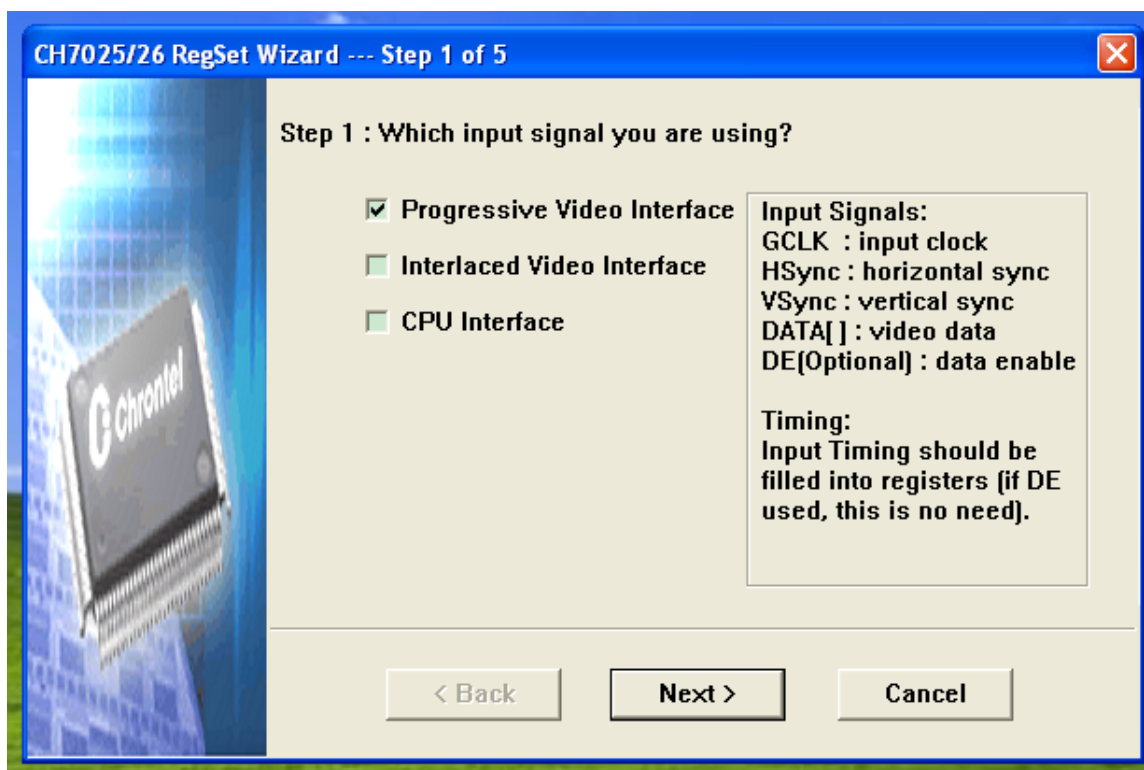 CH7025/26 RegSet Wizard --- Step 1 of 5
Step 1 : Which input signal you are using?
Progressive Video Interface
Interlaced Video Interface
CPU Interface
Input Signals:
GCLK : input clock
HSync : horizontal sync
VSync : vertical sync
DATA[ ] : video data
DE(Optional) : data enable
Timing:
Input Timing should be
filled into registers (if DE
used, this is no need).
Chrontel
< Back
Next >
Cancel